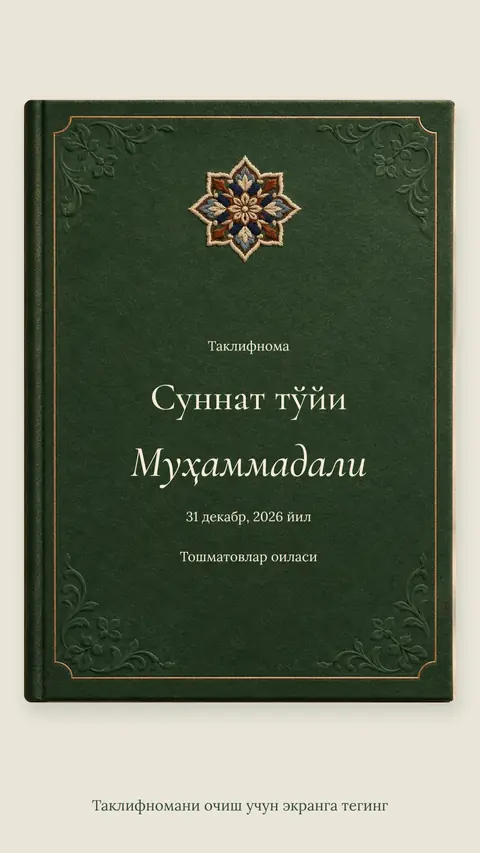 Таклифнома
Суннат тўйи
Муҳаммадали
31 декабр, 2026 йил
Тошматовлар оиласи
Таклифномани очиш учун экранга тегинг